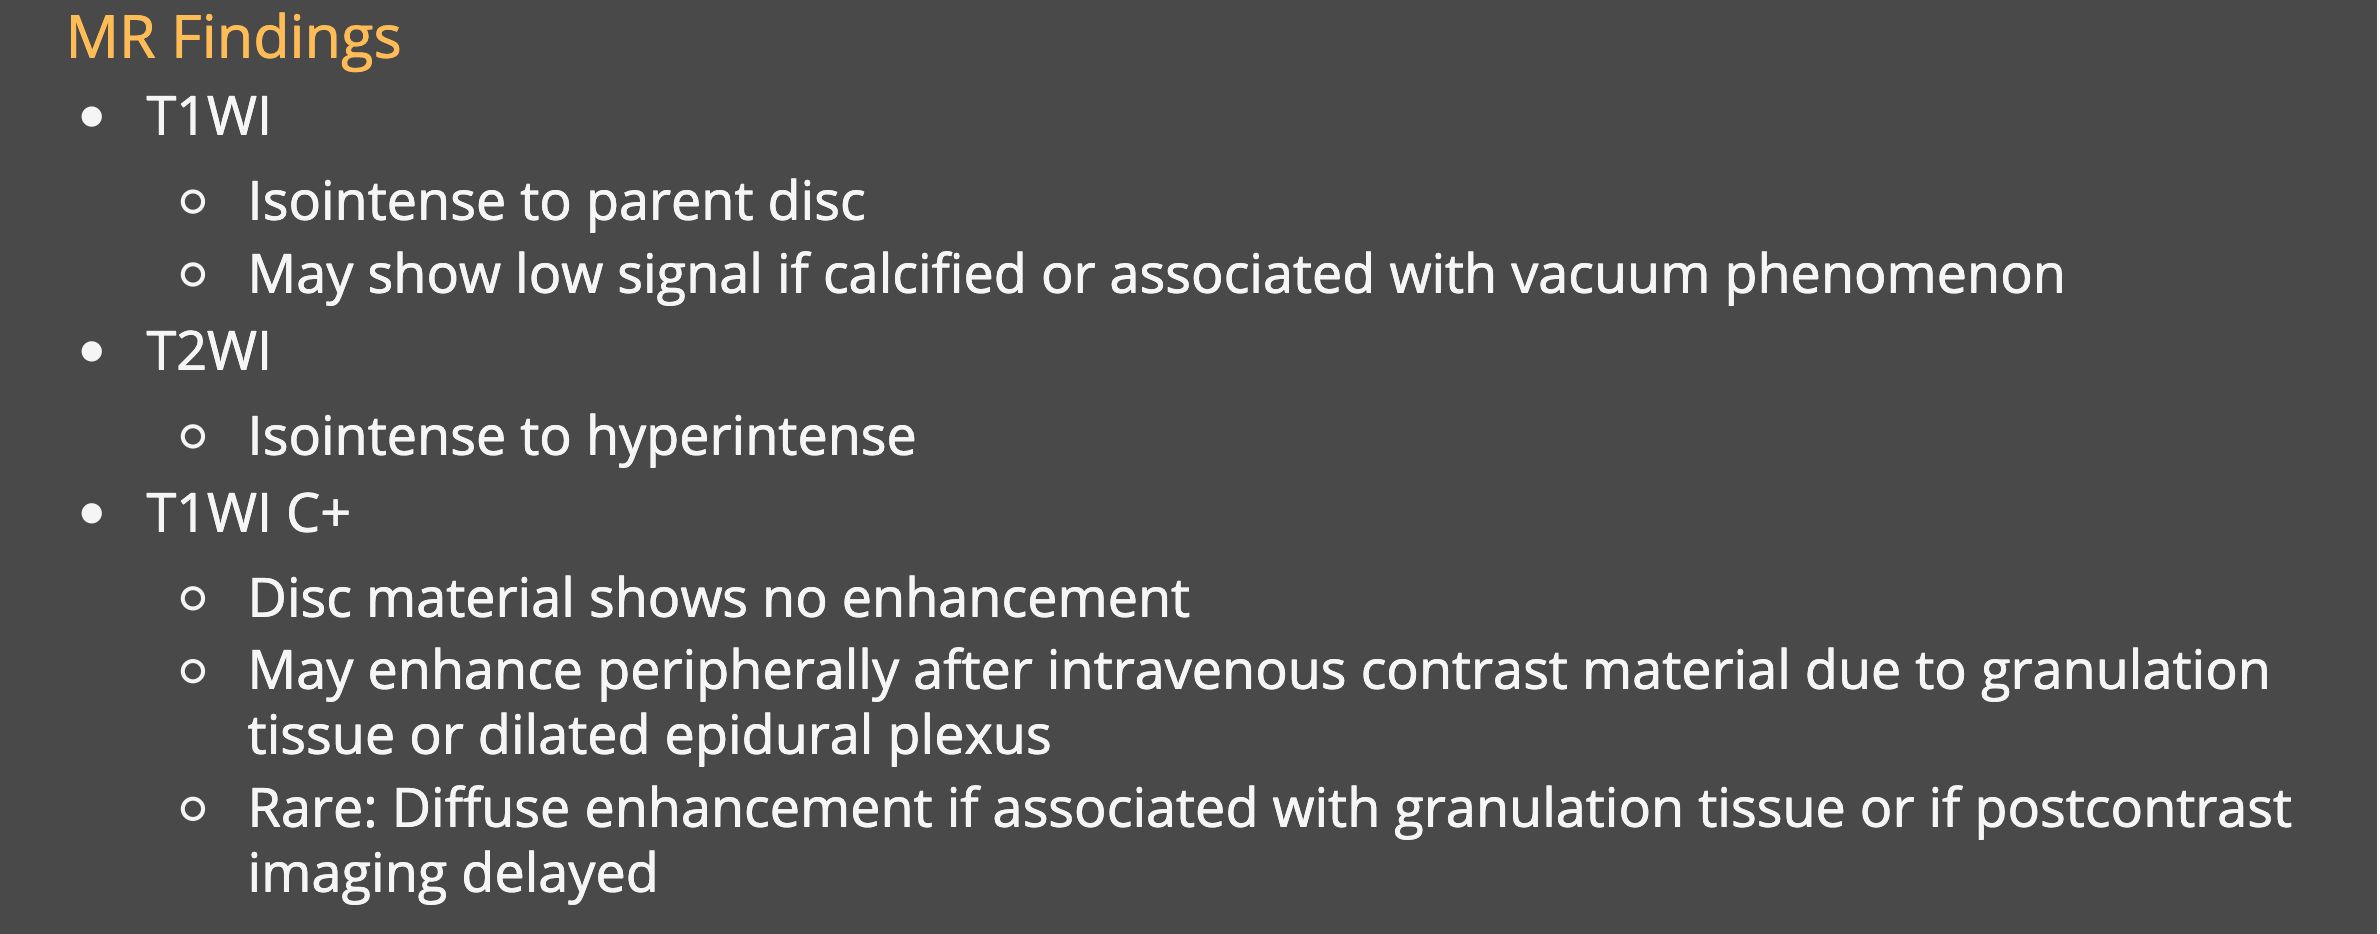 MR Findings
• T1WI
○ Isointense to parent disc
○ May show low signal if calcified or associated with vacuum phenomenon
• T2WI
○ Isointense to hyperintense
• T1WI C+
○ Disc material shows no enhancement
○ May enhance peripherally after intravenous contrast material due to granulation
tissue or dilated epidural plexus
○ Rare: Diffuse enhancement if associated with granulation tissue or if postcontrast
imaging delayed